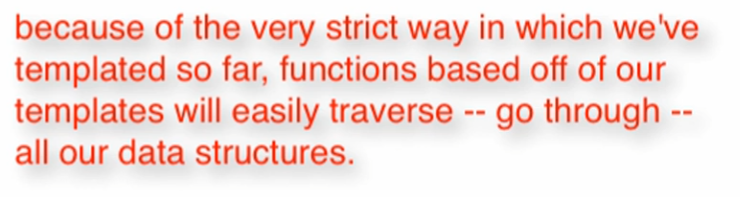 because of the very strict way in which we've
templated so far, functions based off of our
templates will easily traverse -- go through --
all our data structures.